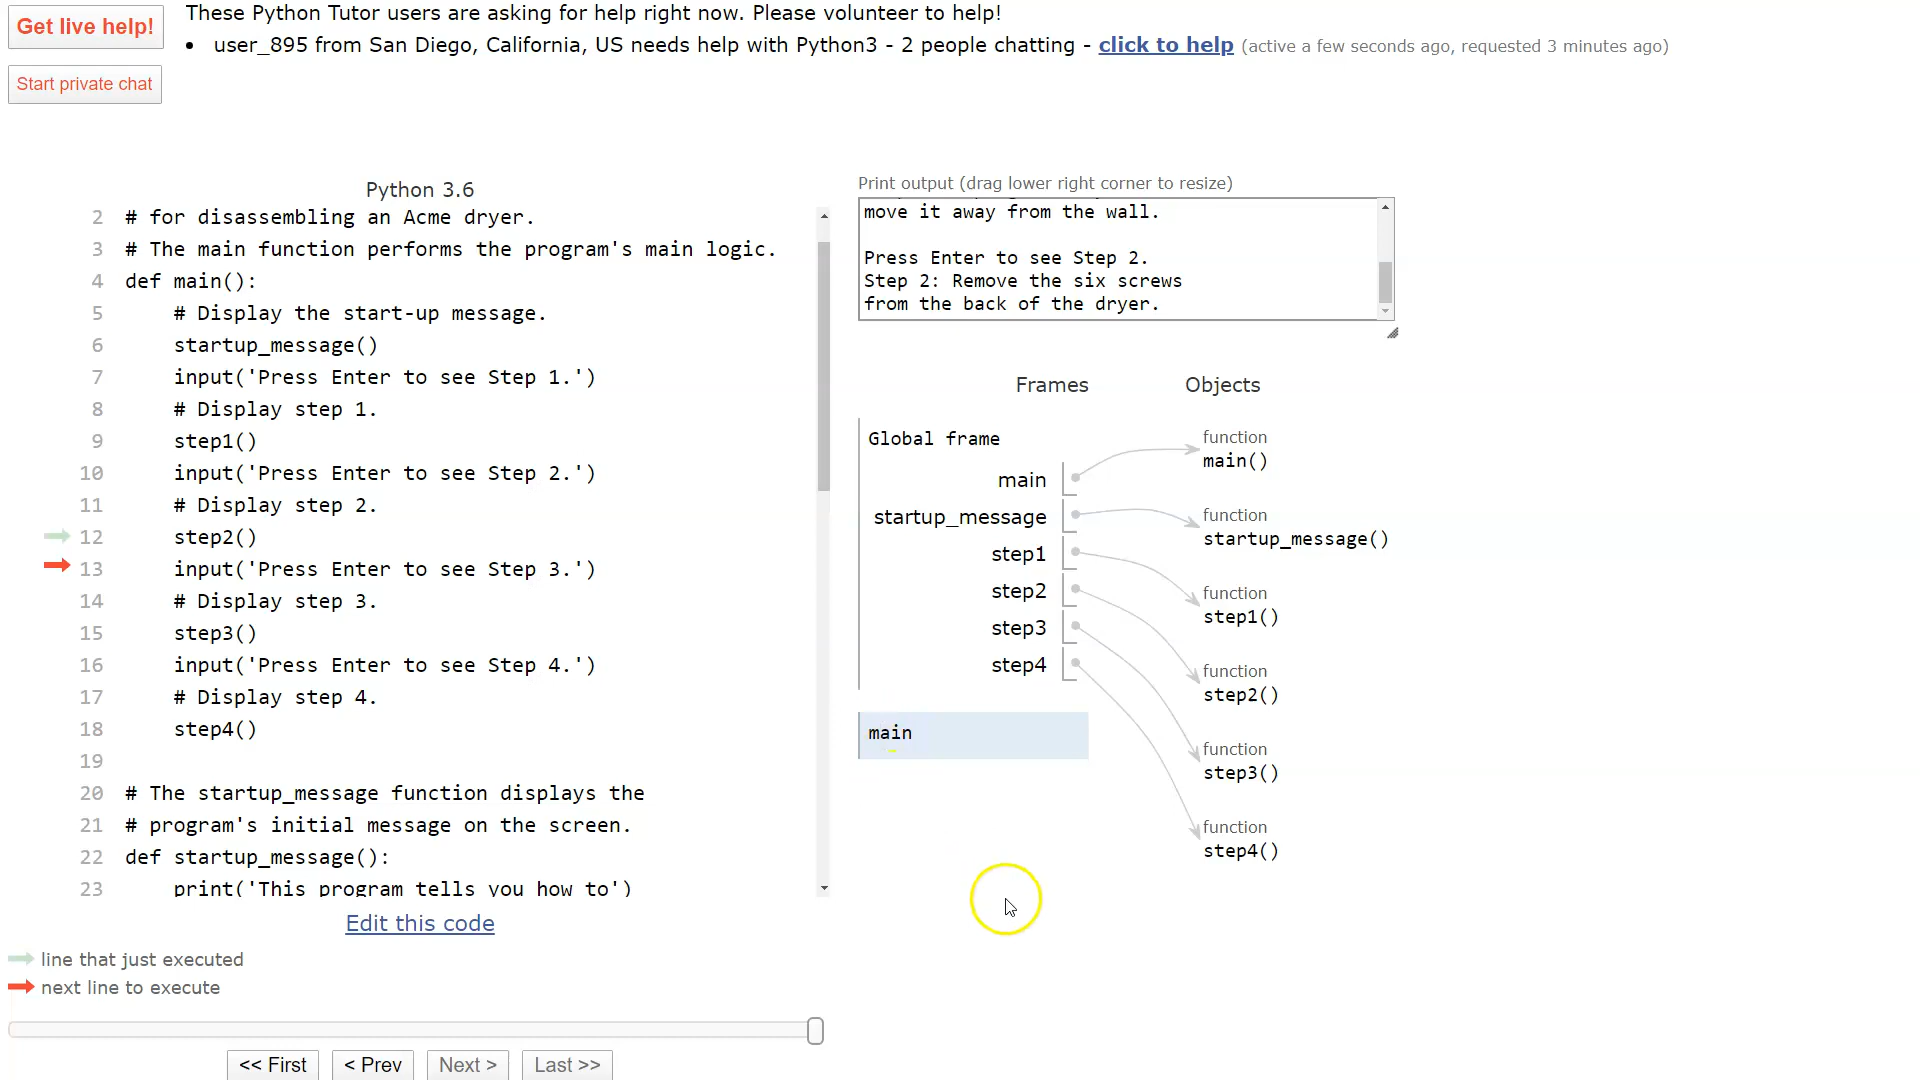 Get live help!
These Python Tutor users are asking for help right now. Please volunteer to help!
• user_895 from San Diego, California, US needs help with Python3 - 2 people chatting - click to help (active a few seconds ago, requested 3 minutes ago)
Start private chat
Python 3.6
2 # for disassembling an Acme dryer.
3 # The main function performs the program's main logic.
4 def main():
5 # Display the start-up message.
6 startup_message()
7 input('Press Enter to see Step 1.')
8 # Display step 1.
9 step1()
10 input('Press Enter to see Step 2.')
11 # Display step 2.
12 step2()
13 input('Press Enter to see Step 3.')
14 # Display step 3.
15 step3()
16 input('Press Enter to see Step 4.')
17 # Display step 4.
18 step4()
19
20 # The startup_message function displays the
21 # program's initial message on the screen.
22 def startup_message():
23 print('This program tells you how to')
Edit this code
line that just executed
next line to execute
<< First < Prev Next > Last >>
Print output (drag lower right corner to resize)
move it away from the wall.
Press Enter to see Step 2.
Step 2: Remove the six screws
from the back of the dryer.
Frames Objects
Global frame
main
startup_message
step1
step2
step3
step4
main
function
main()
function
startup_message()
function
step1()
function
step2()
function
step3()
function
step4()